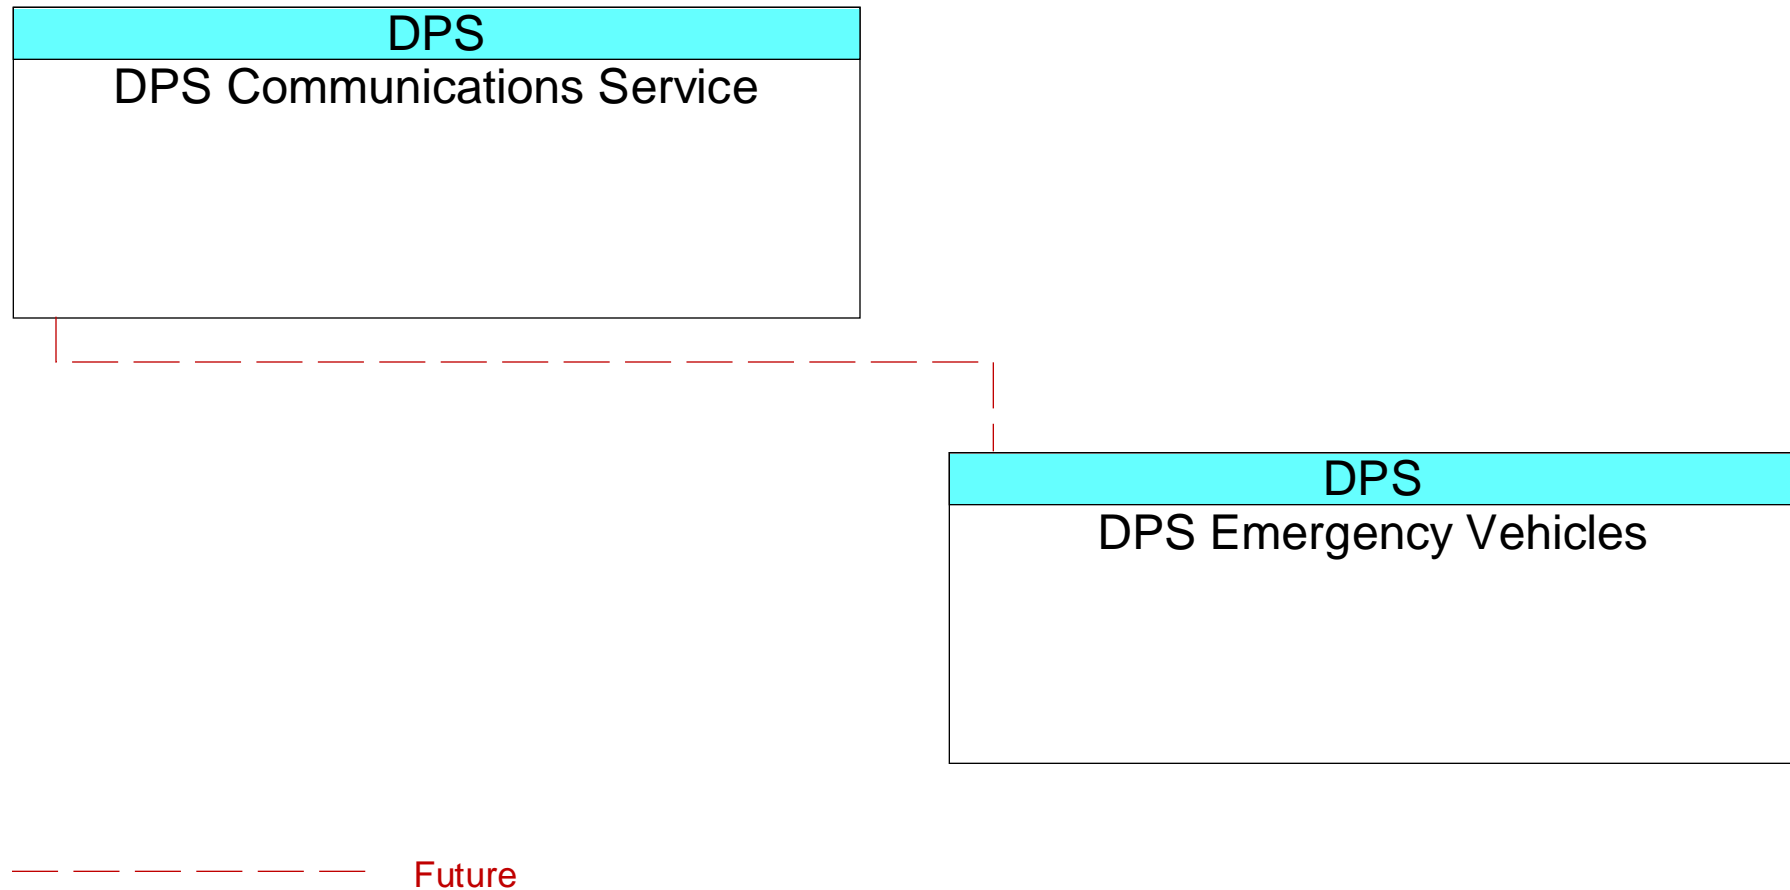 DPS
DPS Communications Service
DPS
DPS Emergency Vehicles
Future